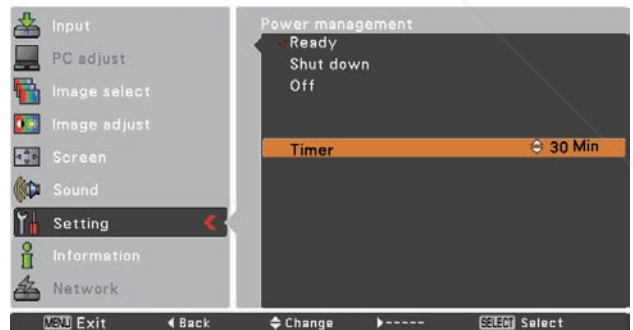 Input
PC adjust
Image select
Image adjust
Screen
Sound
Setting
Information
Network
Power management
Ready
Shut down
Off
Timer 30 Min
MENU Exit Back Change ----- SELECT Select